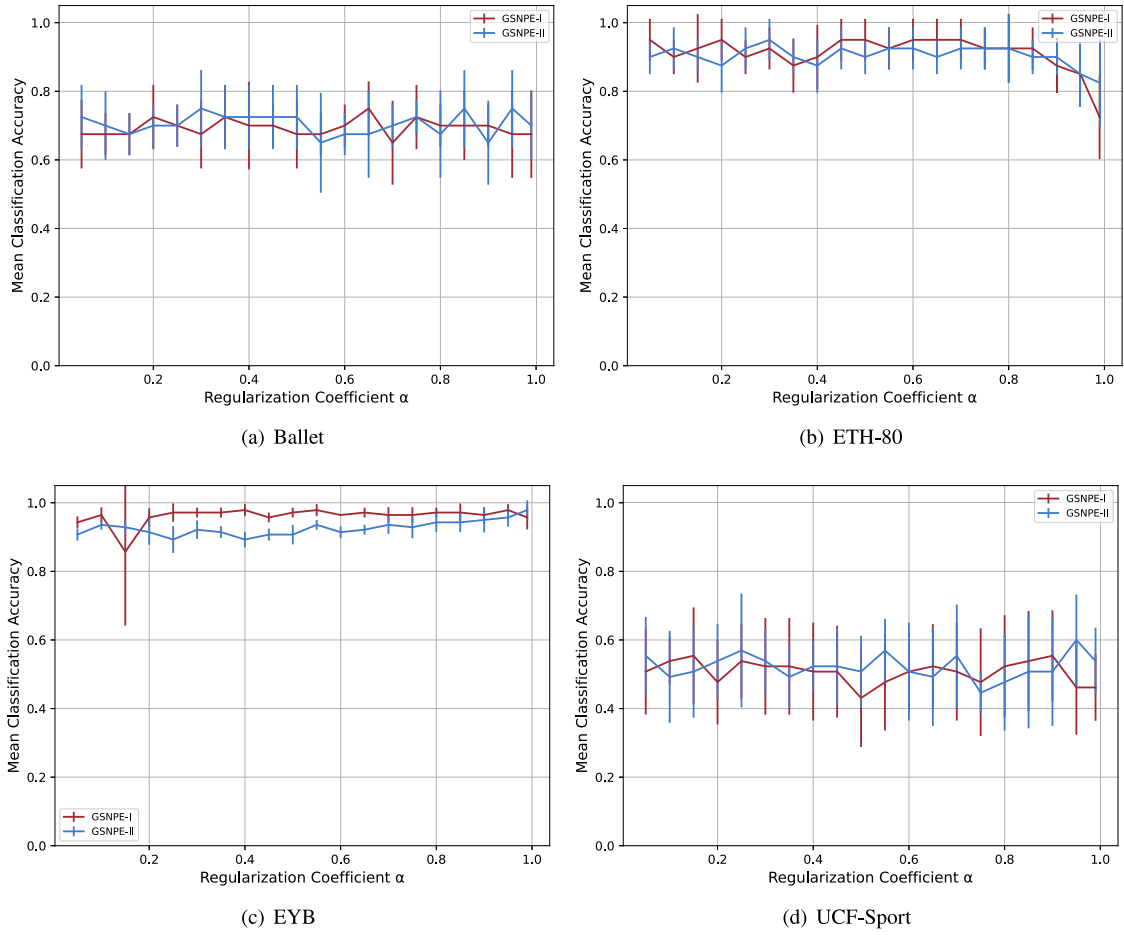 1.0
0.8
0.6
0.4
0.2
0.0
Mean Classification Accuracy
GSNPE-I
GSNPE-II
0.2 0.4 0.6 0.8 1.0
Regularization Coefficient α
(a) Ballet
1.0
0.8
0.6
0.4
0.2
0.0
Mean Classification Accuracy
GSNPE-I
GSNPE-II
0.2 0.4 0.6 0.8 1.0
Regularization Coefficient α
(b) ETH-80
1.0
0.8
0.6
0.4
0.2
0.0
Mean Classification Accuracy
GSNPE-I
GSNPE-II
0.2 0.4 0.6 0.8 1.0
Regularization Coefficient α
(c) EYB
1.0
0.8
0.6
0.4
0.2
0.0
Mean Classification Accuracy
GSNPE-I
GSNPE-II
0.2 0.4 0.6 0.8 1.0
Regularization Coefficient α
(d) UCF-Sport